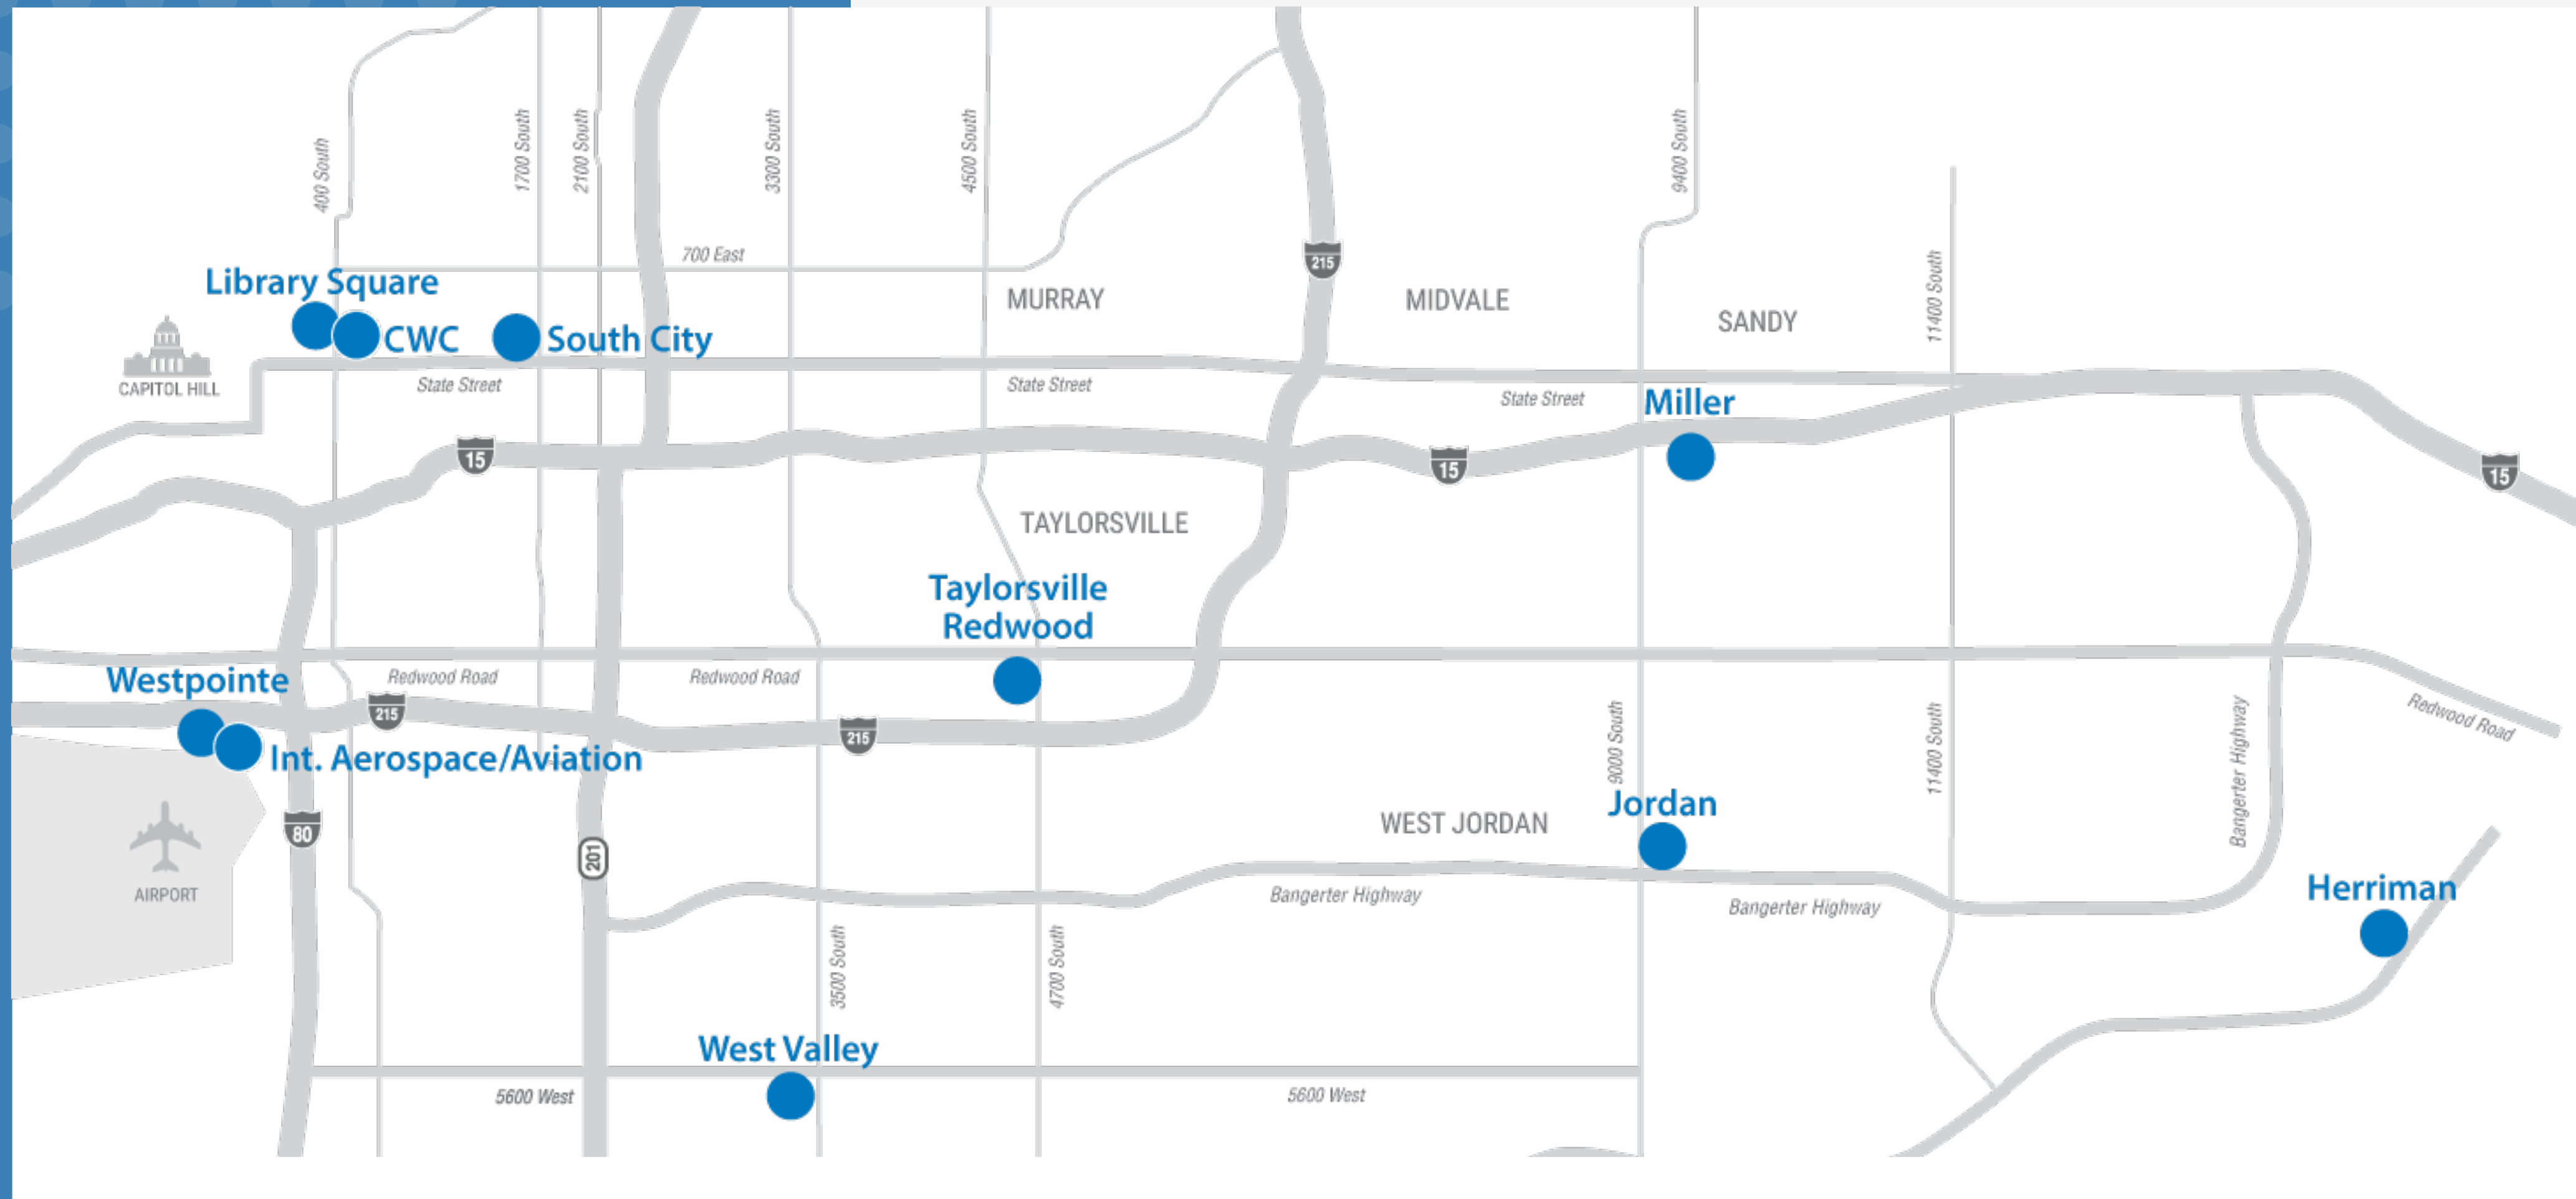 400 South
1700 South
2100 South
3300 South
4500 South
9400 South
11400 South
700 East
215
Library Square
CWC
South City
MURRAY
MIDVALE
SANDY
CAPITOL HILL
State Street
State Street
State Street
Miller
15
15
15
TAYLORSVILLE
Taylorsville
Redwood
Westpointe
Redwood Road
Redwood Road
Redwood Road
215
215
Int. Aerospace/Aviation
9000 South
11400 South
Bangerter Highway
80
201
AIRPORT
WEST JORDAN
Jordan
Bangerter Highway
Bangerter Highway
Herriman
3500 South
4700 South
West Valley
5600 West
5600 West